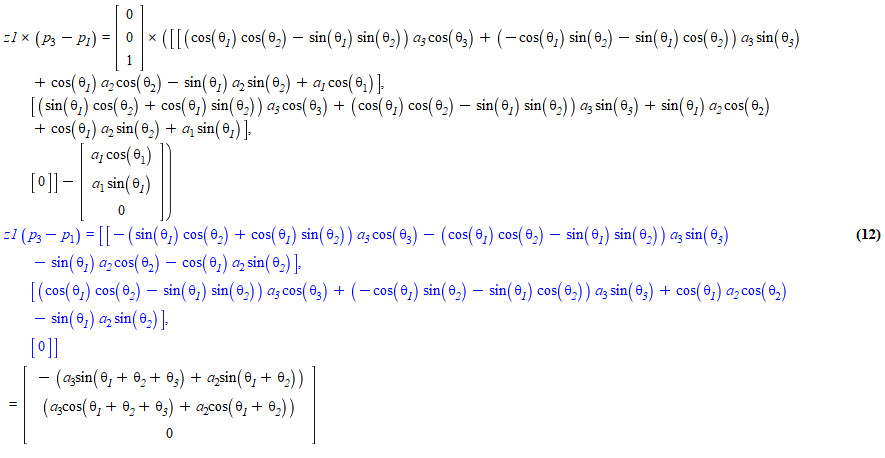 z1 × (p₃ − p₁) = [0 0 1] × ([[(cos(θ₁) cos(θ₂) − sin(θ₁) sin(θ₂)) a₃ cos(θ₃) + (−cos(θ₁) sin(θ₂) − sin(θ₁) cos(θ₂)) a₃ sin(θ₃)
+ cos(θ₁) a₂ cos(θ₂) − sin(θ₁) a₂ sin(θ₂) + a₁ cos(θ₁)],
[(sin(θ₁) cos(θ₂) + cos(θ₁) sin(θ₂)) a₃ cos(θ₃) + (cos(θ₁) cos(θ₂) − sin(θ₁) sin(θ₂)) a₃ sin(θ₃) + sin(θ₁) a₂ cos(θ₂)
+ cos(θ₁) a₂ sin(θ₂) + a₁ sin(θ₁)],
[0]] − [a₁ cos(θ₁) a₁ sin(θ₁) 0])
z1 (p₃ − p₁) = [[−(sin(θ₁) cos(θ₂) + cos(θ₁) sin(θ₂)) a₃ cos(θ₃) − (cos(θ₁) cos(θ₂) − sin(θ₁) sin(θ₂)) a₃ sin(θ₃) (12)
− sin(θ₁) a₂ cos(θ₂) − cos(θ₁) a₂ sin(θ₂)],
[(cos(θ₁) cos(θ₂) − sin(θ₁) sin(θ₂)) a₃ cos(θ₃) + (−cos(θ₁) sin(θ₂) − sin(θ₁) cos(θ₂)) a₃ sin(θ₃) + cos(θ₁) a₂ cos(θ₂)
− sin(θ₁) a₂ sin(θ₂)],
[0]]
− (a₃sin(θ₁ + θ₂ + θ₃) + a₂sin(θ₁ + θ₂))
= (a₃cos(θ₁ + θ₂ + θ₃) + a₂cos(θ₁ + θ₂))
0